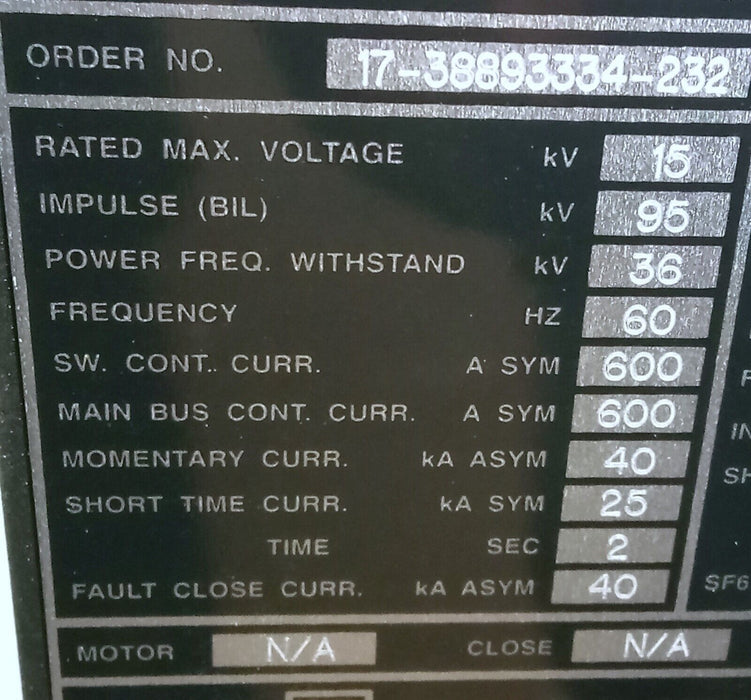 ORDER NO. 17-38893334-232
RATED MAX. VOLTAGE kV 15
IMPULSE (BIL) kV 95
POWER FREQ. WITHSTAND kV 36
FREQUENCY HZ 60
SW. CONT. CURR. A SYM 600
MAIN BUS CONT. CURR. A SYM 600
MOMENTARY CURR. kA ASYM 40
SHORT TIME CURR. kA SYM 25
TIME SEC 2
FAULT CLOSE CURR. kA ASYM 40
SF6
MOTOR N/A CLOSE N/A